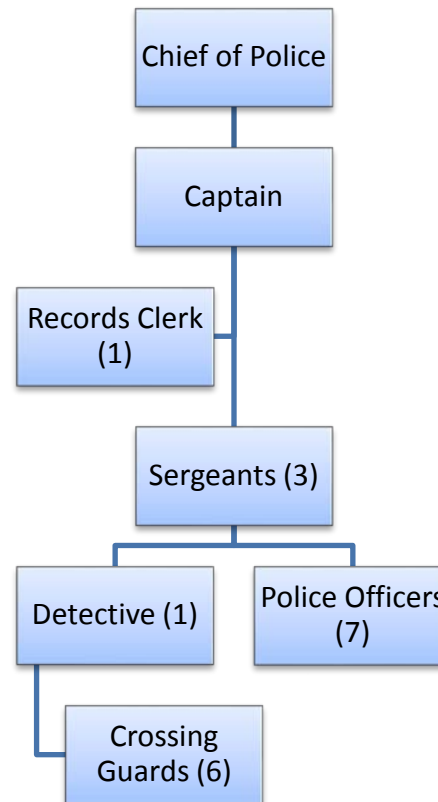 Chief of Police
Captain
Records Clerk
(1)
Sergeants (3)
Detective (1)
Police Officers
(7)
Crossing
Guards (6)